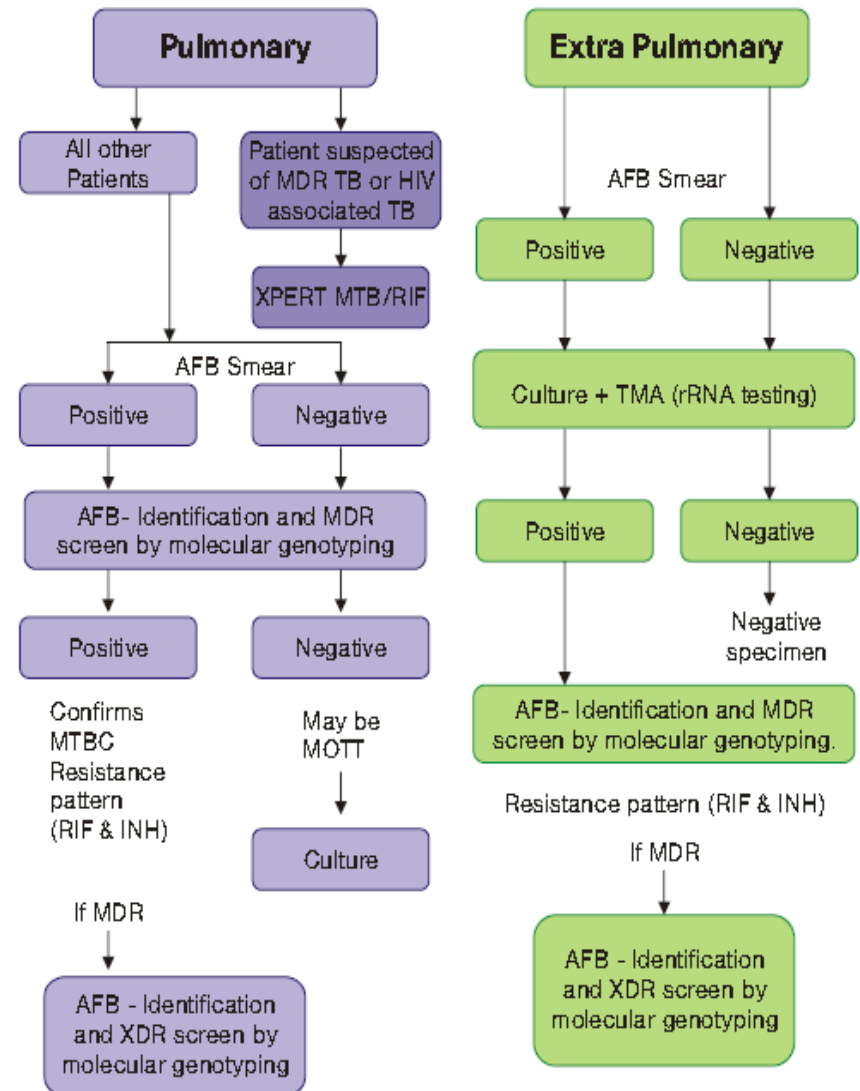 Pulmonary
All other
Patients
Patient suspected
of MDR TB or HIV
associated TB
XPERT MTB/RIF
AFB Smear
Positive
Negative
AFB- Identification and MDR
screen by molecular genotyping
Positive
Negative
Confirms
MTBC
Resistance
pattern
(RIF & INH)
May be
MOTT
Culture
If MDR
AFB - Identification
and XDR screen by
molecular genotyping
Extra Pulmonary
AFB Smear
Positive
Negative
Culture + TMA (rRNA testing)
Positive
Negative
Negative
specimen
AFB- Identification and MDR
screen by molecular genotyping.
Resistance pattern (RIF & INH)
If MDR
AFB - Identification
and XDR screen by
molecular genotyping